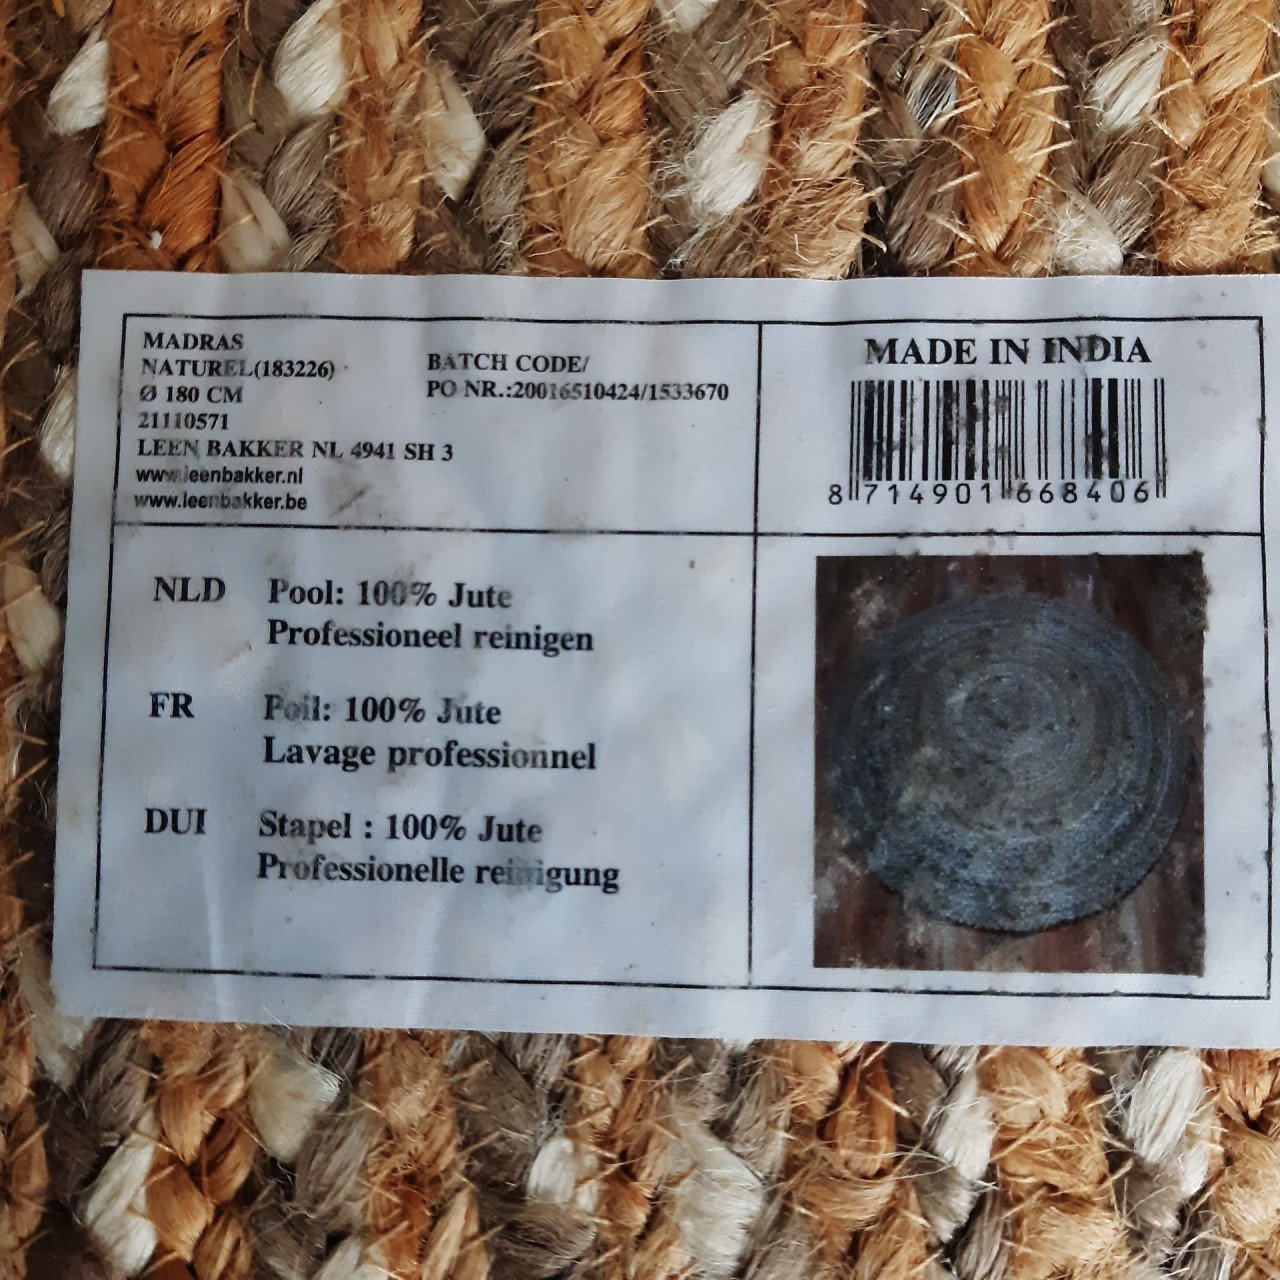 MADRAS
NATUREL(183226)
Ø 180 CM
21110571
LEEN BAKKER NL 4941 SH 3
www.leenbakker.nl
www.leenbakker.be
BATCH CODE/
PO NR.:20016510424/1533670
MADE IN INDIA
8 714901 668406
NLD Pool: 100% Jute
Professioneel reinigen
FR Poil: 100% Jute
Lavage professionnel
DUI Stapel : 100% Jute
Professionelle reinigung